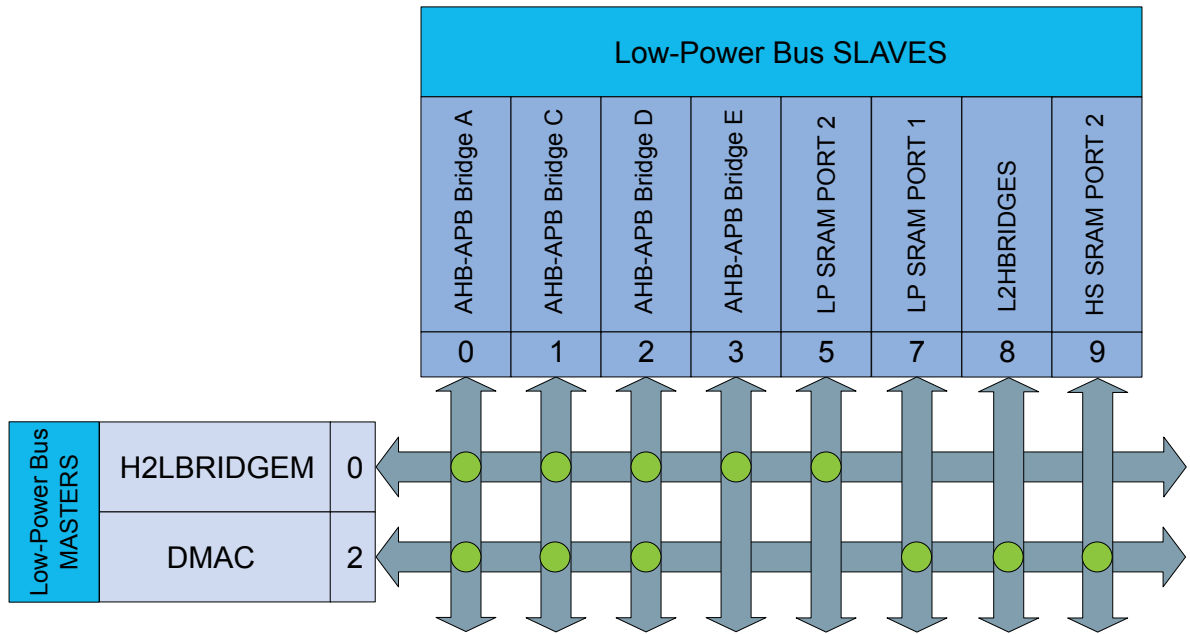 Low-Power Bus SLAVES
AHB-APB Bridge A
AHB-APB Bridge C
AHB-APB Bridge D
AHB-APB Bridge E
LP SRAM PORT 2
LP SRAM PORT 1
L2HBRIDGES
HS SRAM PORT 2
0 1 2 3 5 7 8 9
Low-Power Bus
MASTERS
H2LBRIDGEM 0
DMAC 2